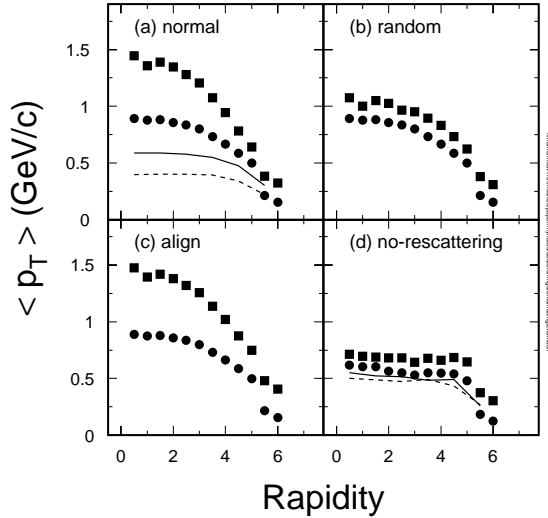 (a) normal
(b) random
1.5
1
0.5
0
(c) align
(d) no-rescattering
1.5
1
0.5
0
0 2 4 6
0 2 4 6
< p_T > (GeV/c)
Rapidity